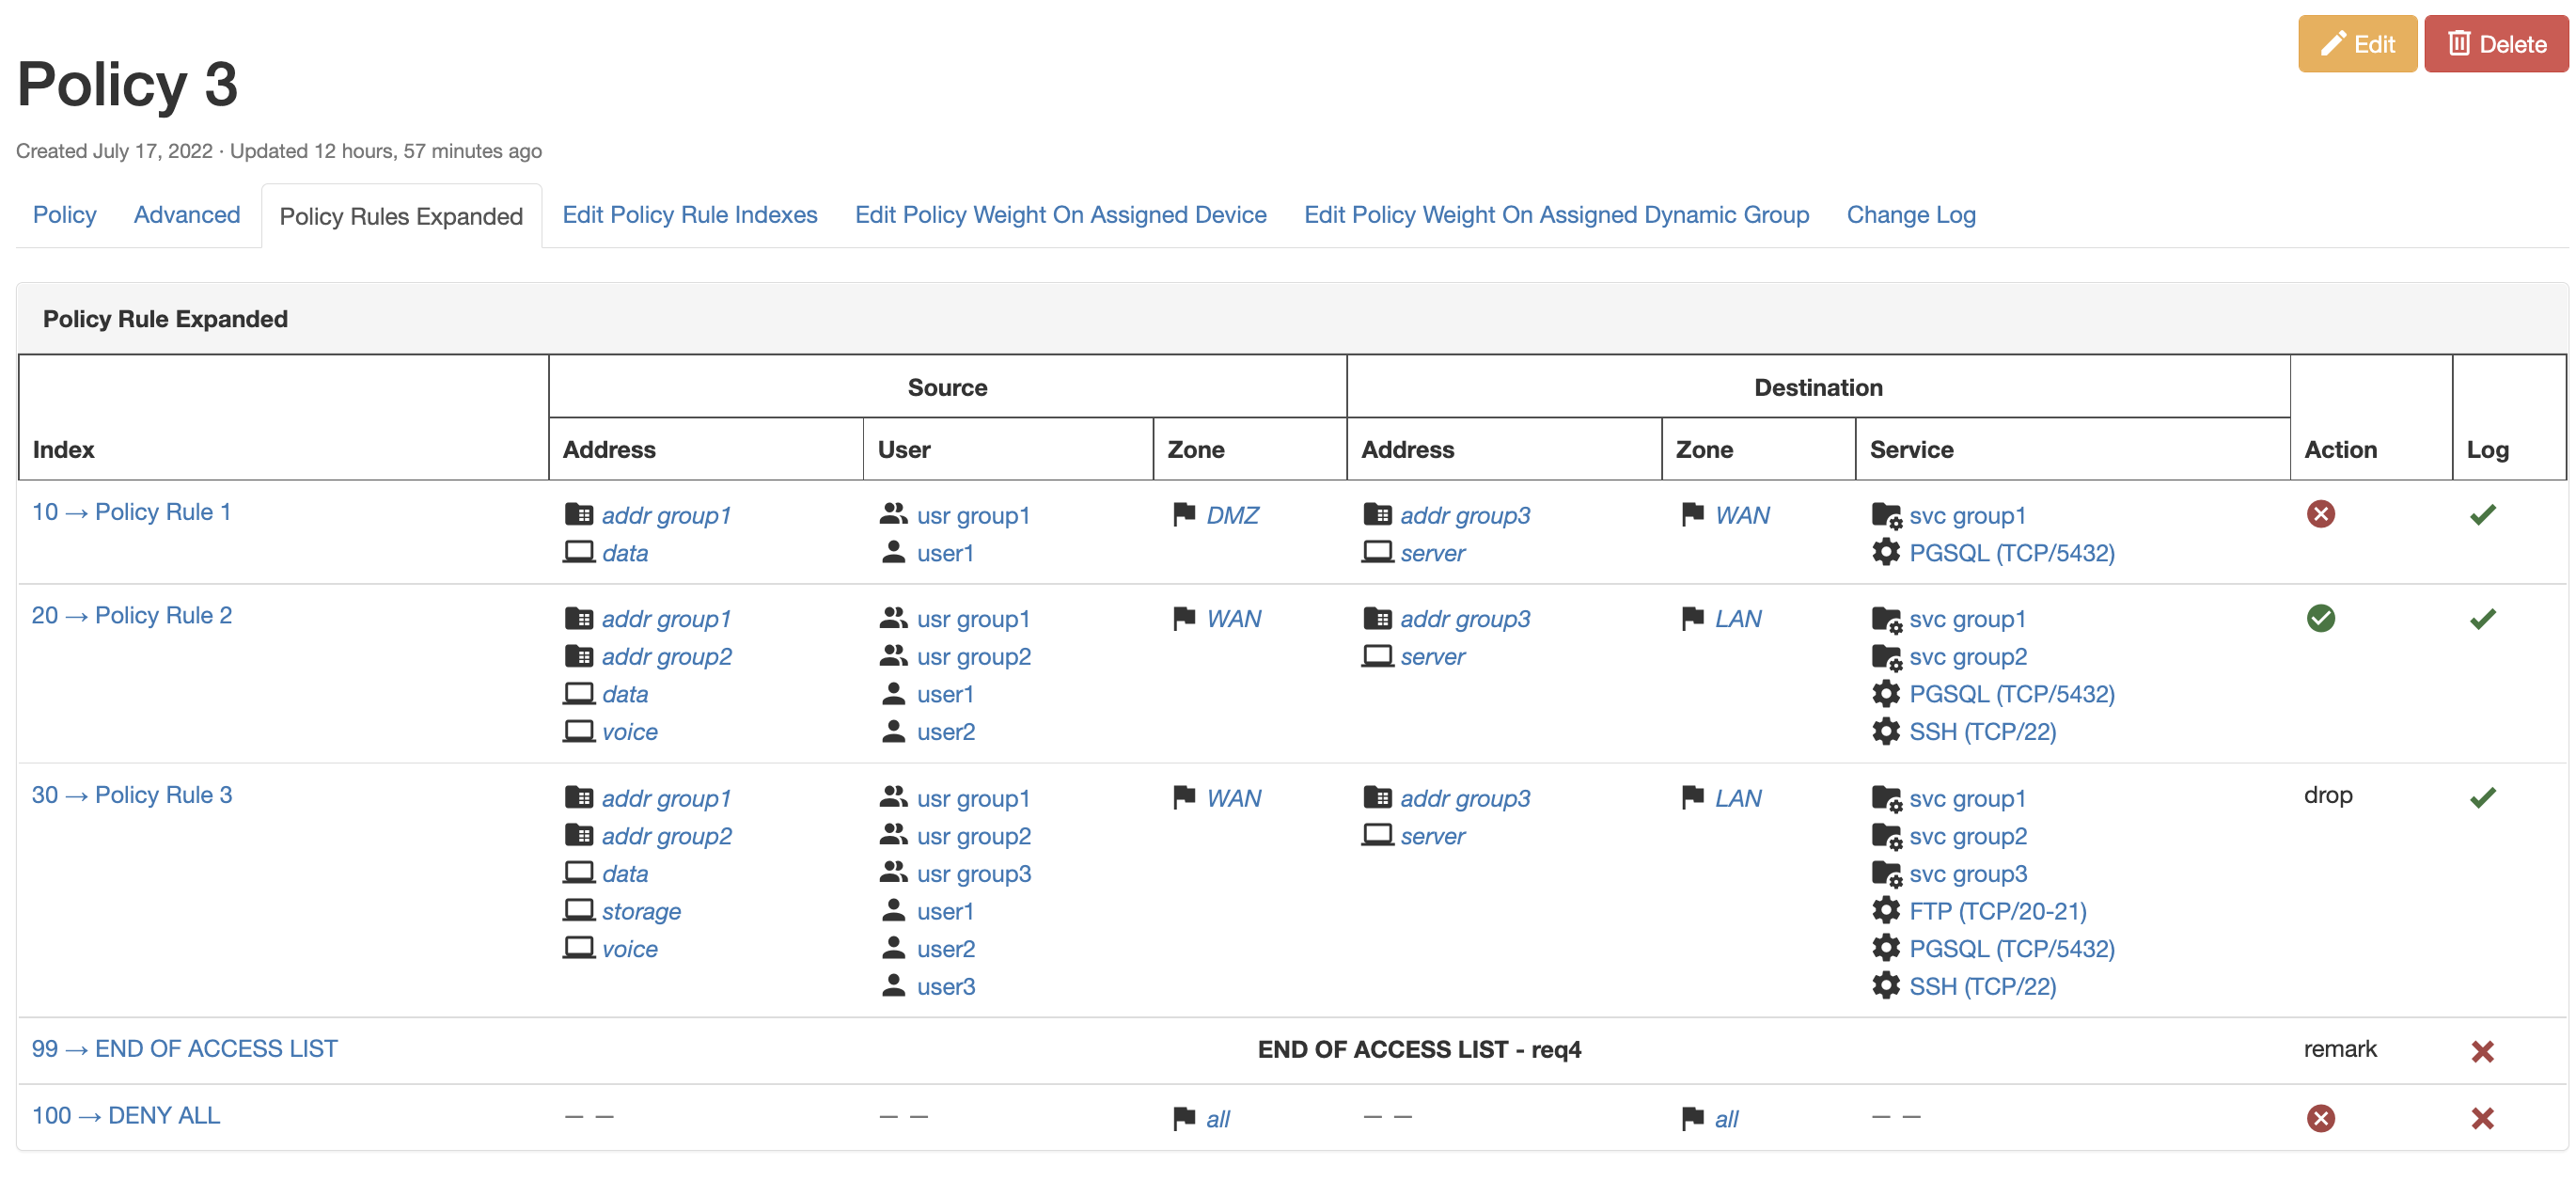 Edit
Delete
Policy 3
Created July 17, 2022 · Updated 12 hours, 57 minutes ago
Policy Advanced Policy Rules Expanded Edit Policy Rule Indexes Edit Policy Weight On Assigned Device Edit Policy Weight On Assigned Dynamic Group Change Log
Policy Rule Expanded
Source Destination
Index Address User Zone Address Zone Service Action Log
10 → Policy Rule 1 addr group1 usr group1 DMZ addr group3 WAN svc group1
data user1 server PGSQL (TCP/5432)
20 → Policy Rule 2 addr group1 usr group1 WAN addr group3 LAN svc group1
addr group2 usr group2 server svc group2
data user1 PGSQL (TCP/5432)
voice user2 SSH (TCP/22)
30 → Policy Rule 3 addr group1 usr group1 WAN addr group3 LAN svc group1 drop
addr group2 usr group2 server svc group2
data usr group3 svc group3
storage user1 FTP (TCP/20-21)
voice user2 PGSQL (TCP/5432)
user3 SSH (TCP/22)
99 → END OF ACCESS LIST END OF ACCESS LIST - req4 remark
100 → DENY ALL — — — — all — — all — —